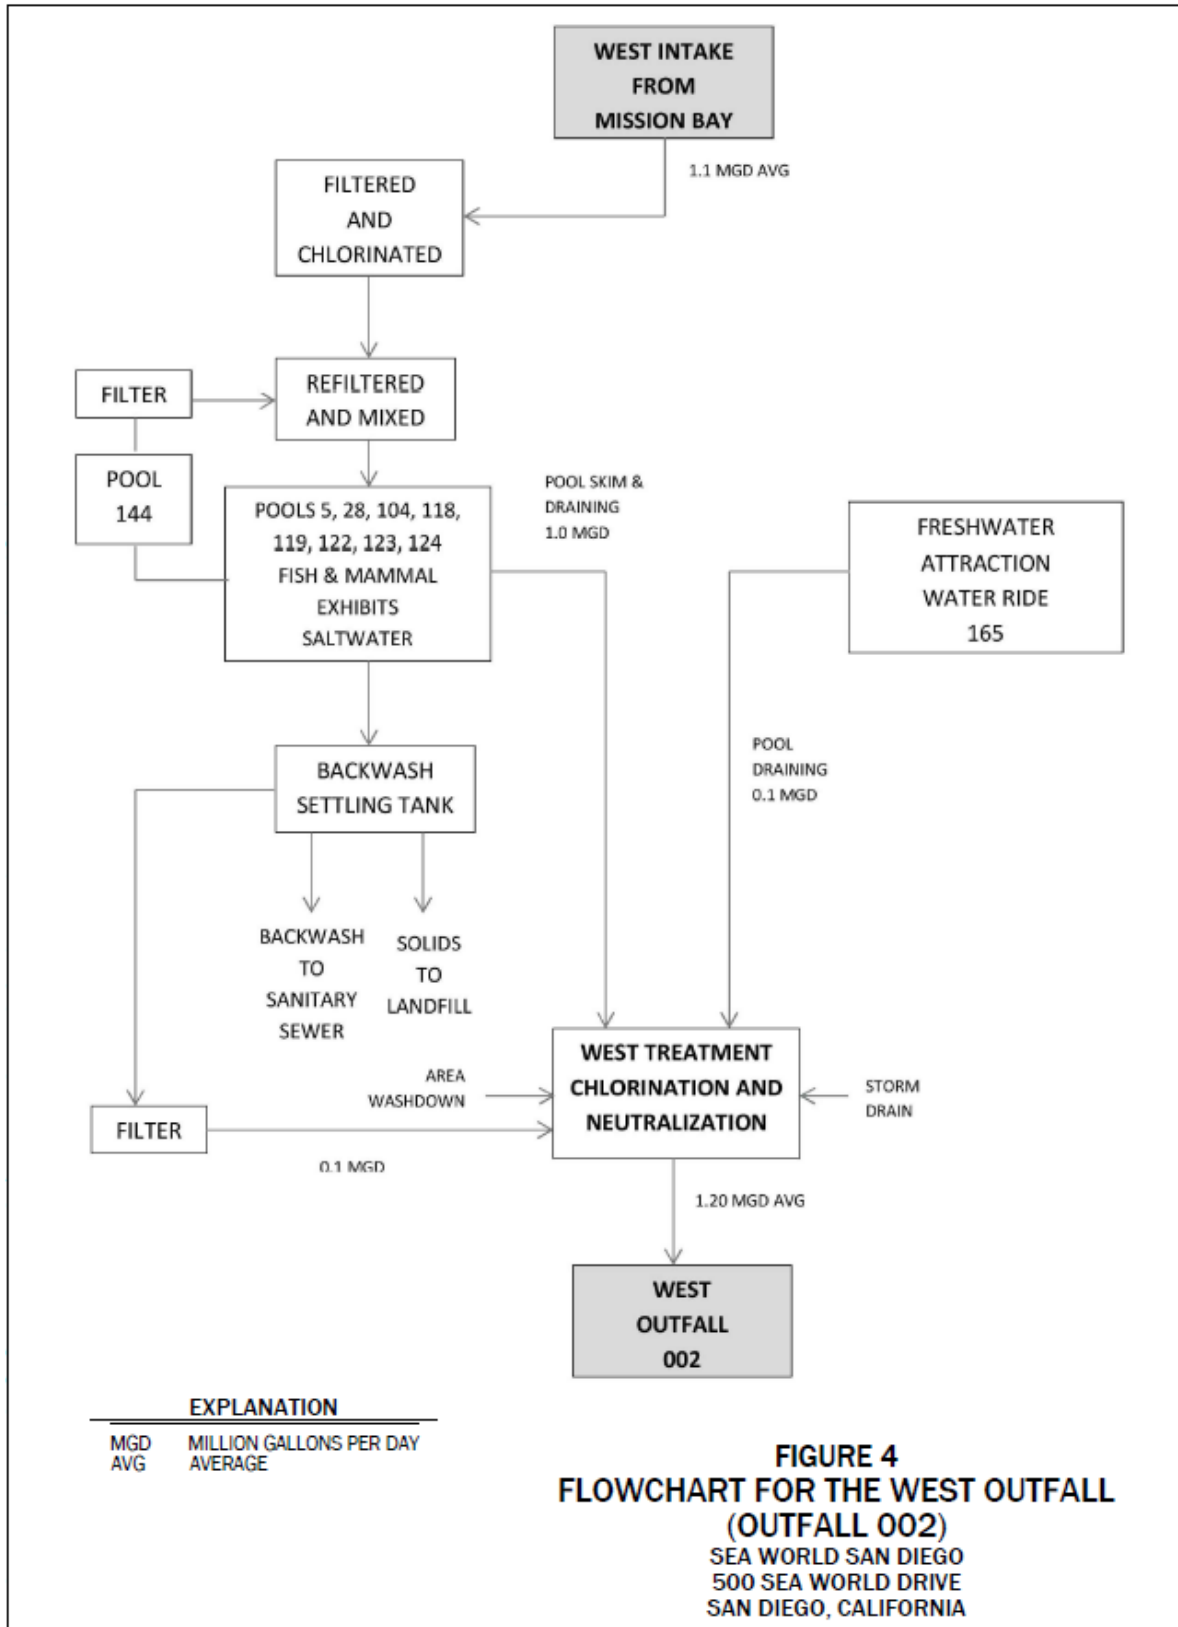 WEST INTAKE
FROM
MISSION BAY
1.1 MGD AVG
FILTERED
AND
CHLORINATED
FILTER
REFILTERED
AND MIXED
POOL
144
POOLS 5, 28, 104, 118,
119, 122, 123, 124
FISH & MAMMAL
EXHIBITS
SALTWATER
POOL SKIM &
DRAINING
1.0 MGD
FRESHWATER
ATTRACTION
WATER RIDE
165
POOL
DRAINING
0.1 MGD
BACKWASH
SETTLING TANK
BACKWASH
TO
SANITARY
SEWER
SOLIDS
TO
LANDFILL
AREA
WASHDOWN
WEST TREATMENT
CHLORINATION AND
NEUTRALIZATION
STORM
DRAIN
FILTER
0.1 MGD
1.20 MGD AVG
WEST
OUTFALL
002
EXPLANATION
MGD MILLION GALLONS PER DAY
AVG AVERAGE
FIGURE 4
FLOWCHART FOR THE WEST OUTFALL
(OUTFALL 002)
SEA WORLD SAN DIEGO
500 SEA WORLD DRIVE
SAN DIEGO, CALIFORNIA